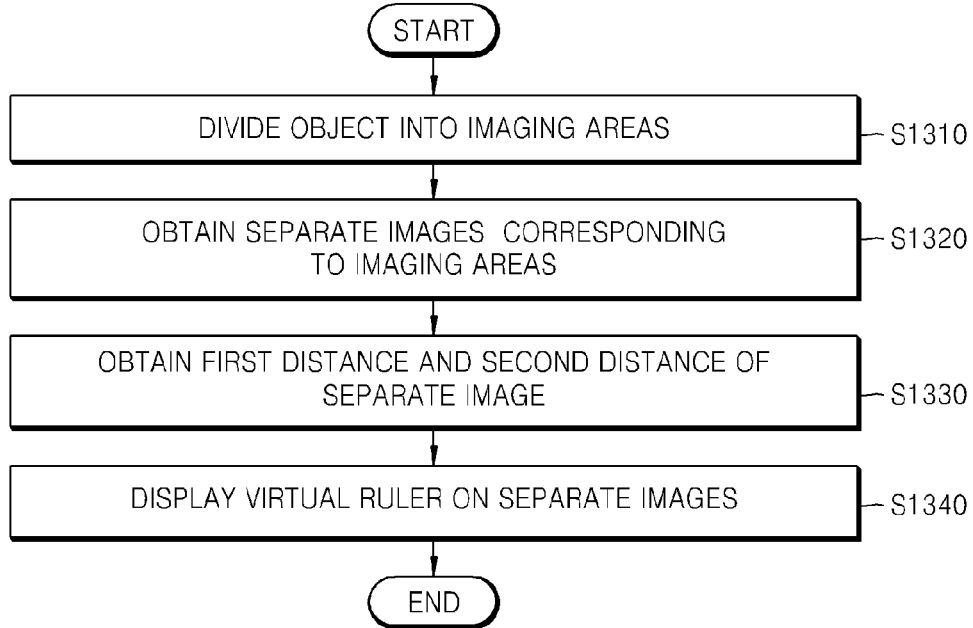 START
DIVIDE OBJECT INTO IMAGING AREAS
S1310
OBTAIN SEPARATE IMAGES CORRESPONDING
TO IMAGING AREAS
S1320
OBTAIN FIRST DISTANCE AND SECOND DISTANCE OF
SEPARATE IMAGE
S1330
DISPLAY VIRTUAL RULER ON SEPARATE IMAGES
S1340
END